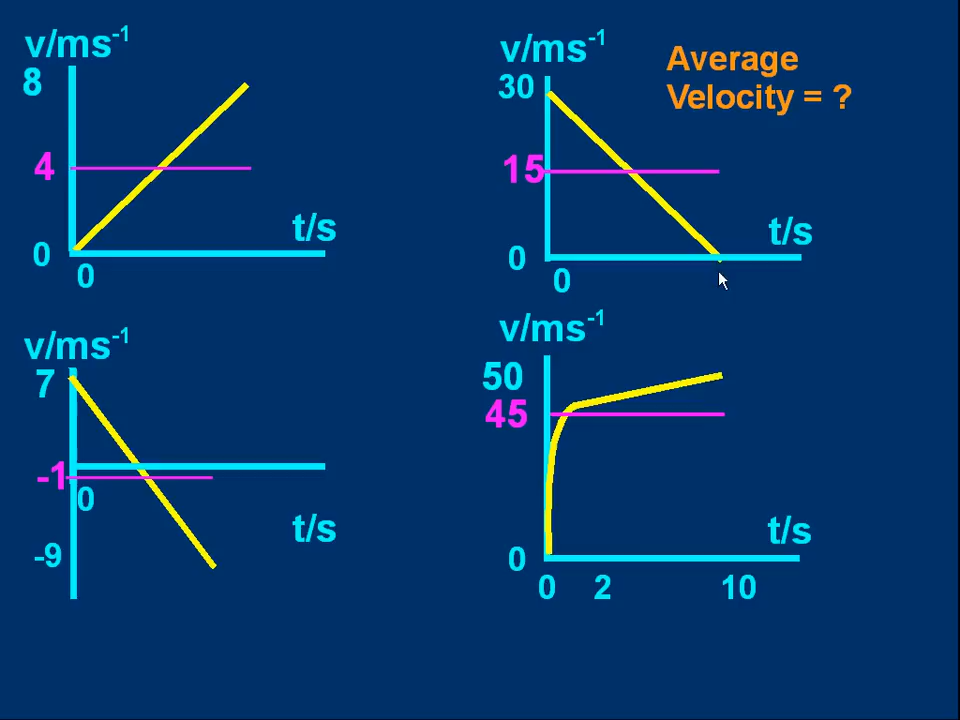 v/ms-1
8
4
0
0
t/s
v/ms-1
30
15
0
0
t/s
Average
Velocity = ?
v/ms-1
7
-1
0
-9
t/s
v/ms-1
50
45
0
0 2 10
t/s